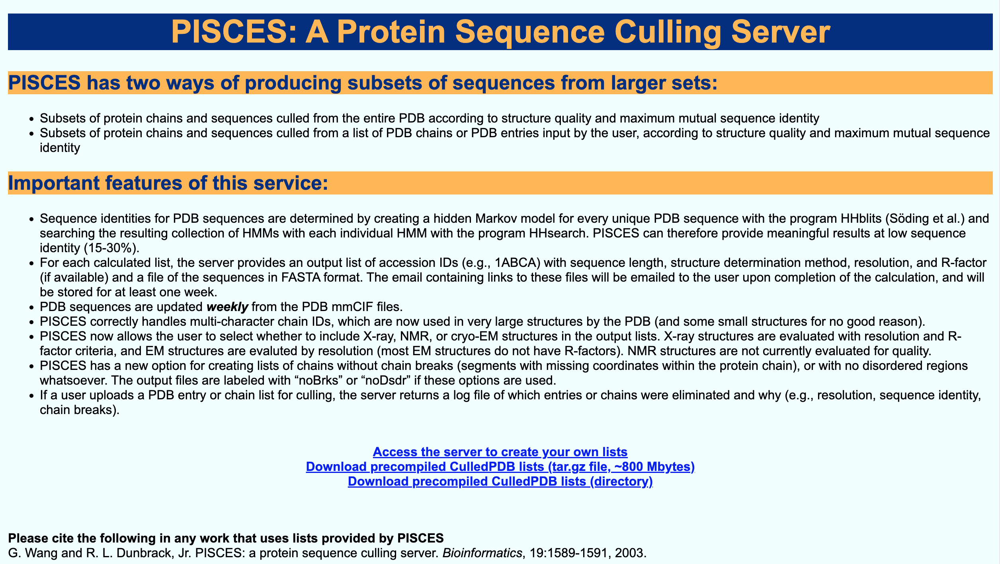 PISCES: A Protein Sequence Culling Server
PISCES has two ways of producing subsets of sequences from larger sets:
• Subsets of protein chains and sequences culled from the entire PDB according to structure quality and maximum mutual sequence identity
• Subsets of protein chains and sequences culled from a list of PDB chains or PDB entries input by the user, according to structure quality and maximum mutual sequence
identity
Important features of this service:
• Sequence identities for PDB sequences are determined by creating a hidden Markov model for every unique PDB sequence with the program HHblits (Söding et al.) and
searching the resulting collection of HMMs with each individual HMM with the program HHsearch. PISCES can therefore provide meaningful results at low sequence
identity (15-30%).
• For each calculated list, the server provides an output list of accession IDs (e.g., 1ABCA) with sequence length, structure determination method, resolution, and R-factor
(if available) and a file of the sequences in FASTA format. The email containing links to these files will be emailed to the user upon completion of the calculation, and will
be stored for at least one week.
• PDB sequences are updated weekly from the PDB mmCIF files.
• PISCES correctly handles multi-character chain IDs, which are now used in very large structures by the PDB (and some small structures for no good reason).
• PISCES now allows the user to select whether to include X-ray, NMR, or cryo-EM structures in the output lists. X-ray structures are evaluated with resolution and R-
factor criteria, and EM structures are evaluted by resolution (most EM structures do not have R-factors). NMR structures are not currently evaluated for quality.
• PISCES has a new option for creating lists of chains without chain breaks (segments with missing coordinates within the protein chain), or with no disordered regions
whatsoever. The output files are labeled with “noBrks” or “noDsdr” if these options are used.
• If a user uploads a PDB entry or chain list for culling, the server returns a log file of which entries or chains were eliminated and why (e.g., resolution, sequence identity,
chain breaks).
Access the server to create your own lists
Download precompiled CulledPDB lists (tar.gz file, ~800 Mbytes)
Download precompiled CulledPDB lists (directory)
Please cite the following in any work that uses lists provided by PISCES
G. Wang and R. L. Dunbrack, Jr. PISCES: a protein sequence culling server. Bioinformatics, 19:1589-1591, 2003.